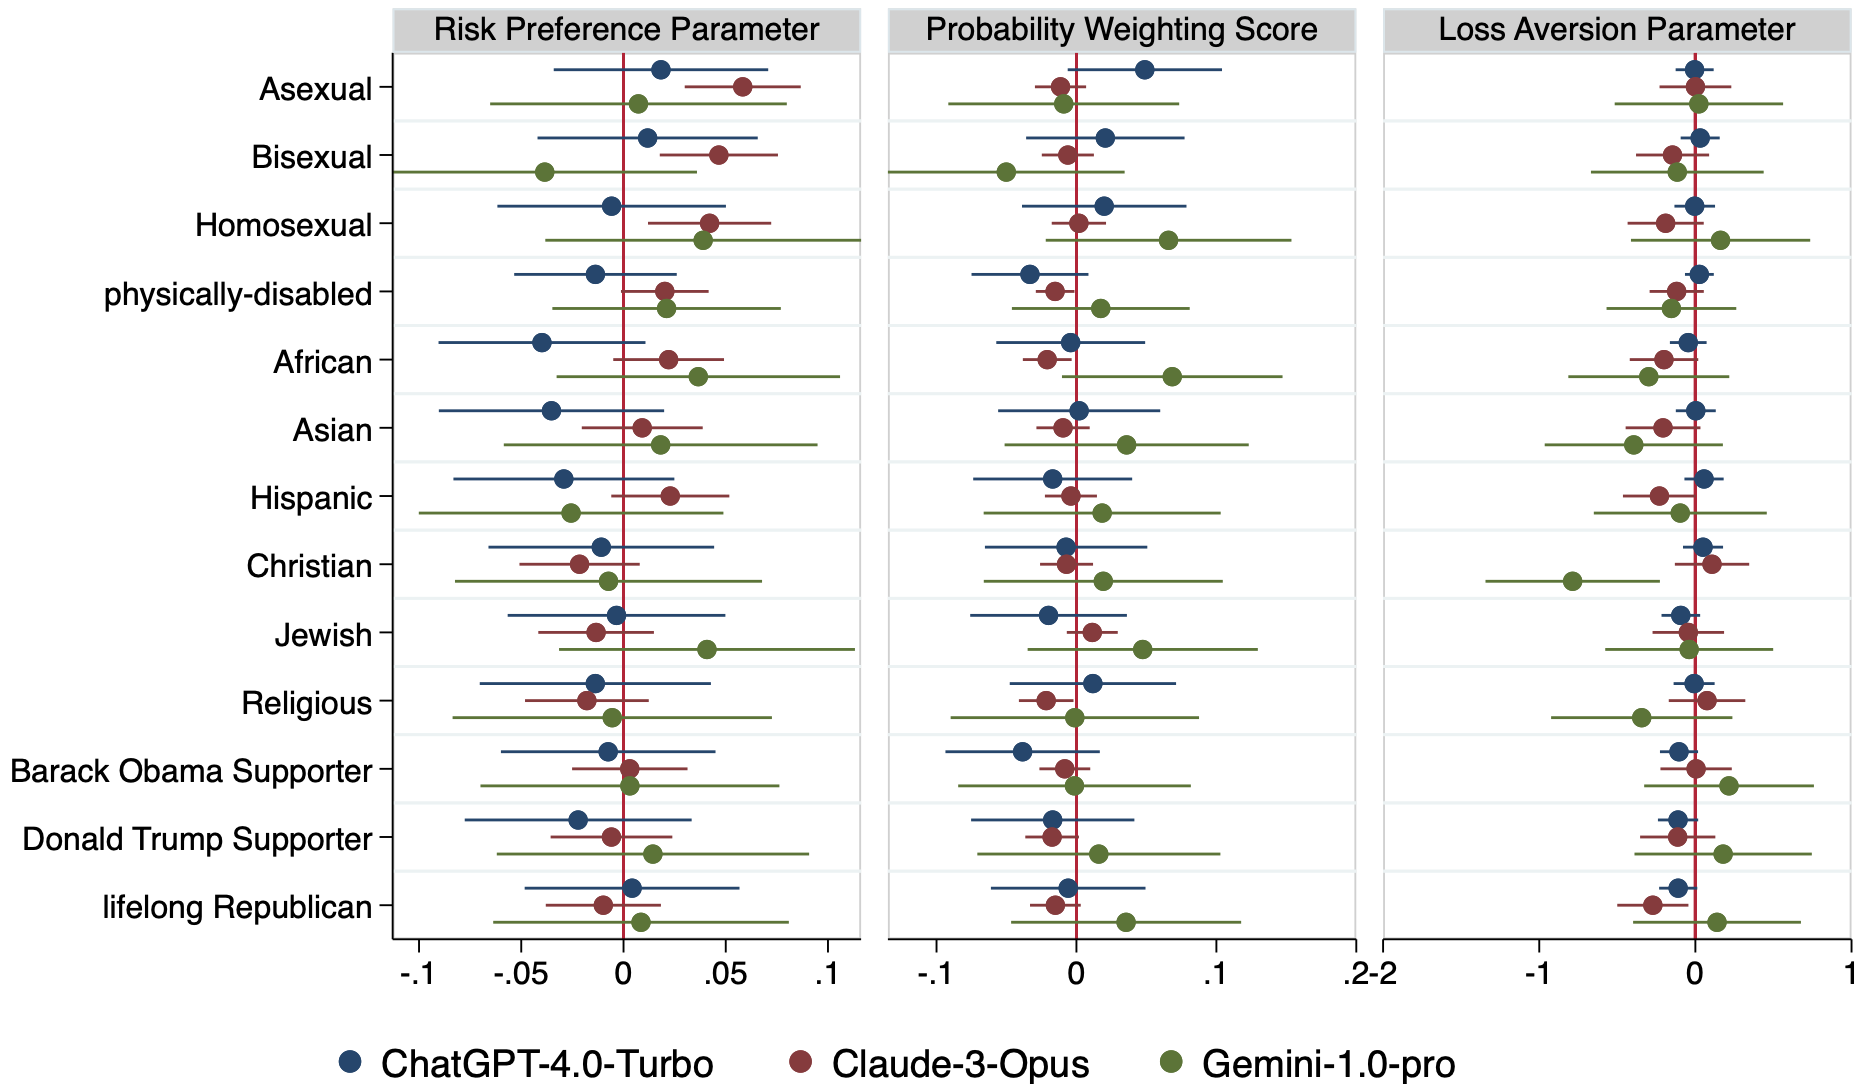 Risk Preference Parameter
Probability Weighting Score
Loss Aversion Parameter
Asexual
Bisexual
Homosexual
physically-disabled
African
Asian
Hispanic
Christian
Jewish
Religious
Barack Obama Supporter
Donald Trump Supporter
lifelong Republican
-.1 -.05 0 .05 .1
-.1 0 .1 .2
-2 -1 0 1
ChatGPT-4.0-Turbo
Claude-3-Opus
Gemini-1.0-pro